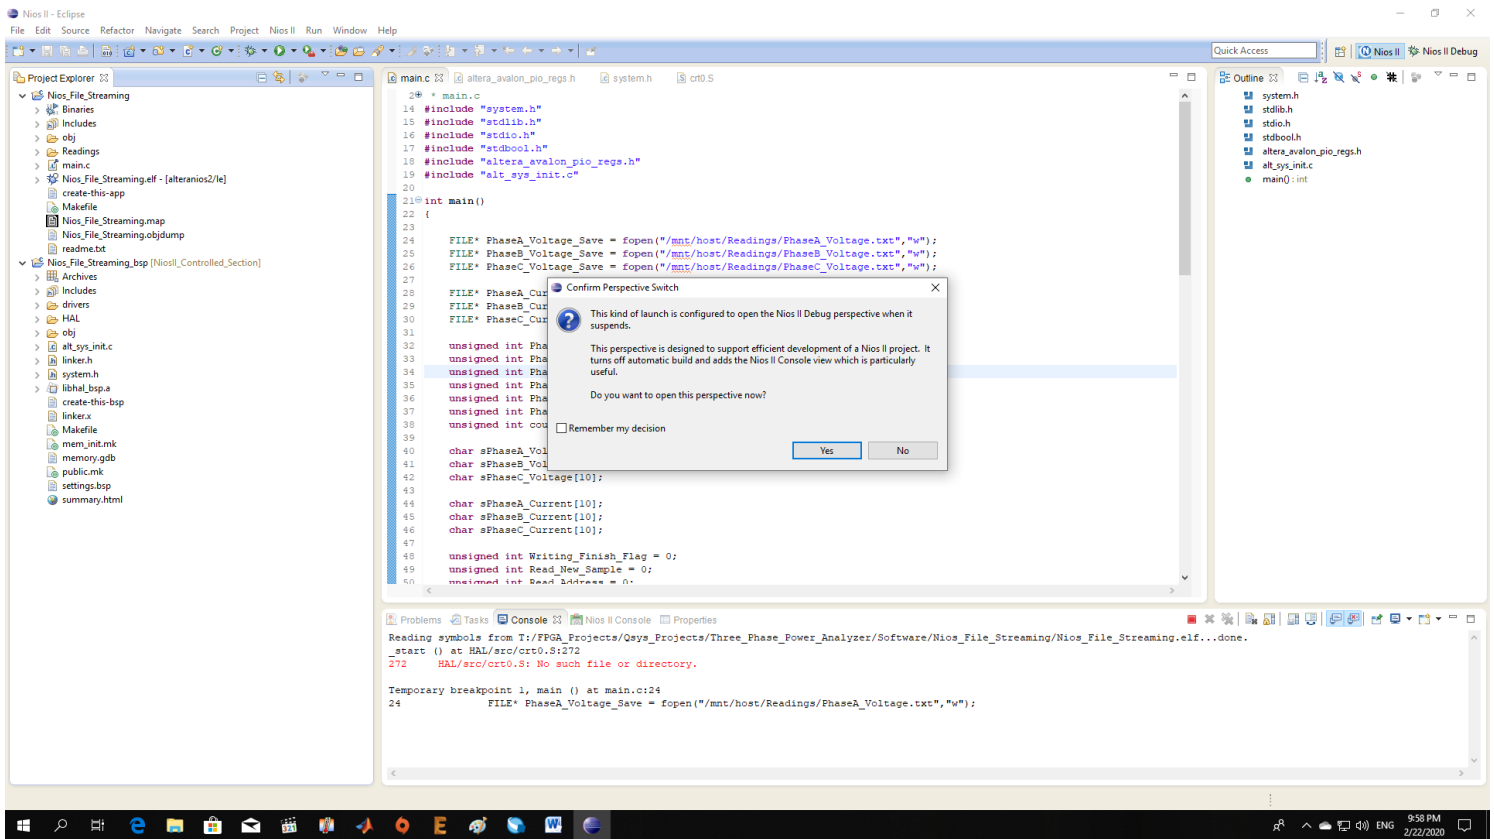 Nios II - Eclipse
File Edit Source Refactor Navigate Search Project Nios II Run Window Help
Quick Access
Nios II
Nios II Debug
Project Explorer
Nios_File_Streaming
Binaries
Includes
obj
Readings
main.c
Nios_File_Streaming.elf - [alteranios2/le]
create-this-app
Makefile
Nios_File_Streaming.map
Nios_File_Streaming.objdump
readme.txt
Nios_File_Streaming_bsp [NiosII_Controlled_Section]
Archives
Includes
drivers
HAL
obj
alt_sys_init.c
linker.h
system.h
libhal_bsp.a
create-this-bsp
linker.x
Makefile
mem_init.mk
memory.gdb
public.mk
settings.bsp
summary.html
main.c altera_avalon_pio_regs.h system.h crt0.S
2 * main.c
14 #include "system.h"
15 #include "stdlib.h"
16 #include "stdio.h"
17 #include "stdbool.h"
18 #include "altera_avalon_pio_regs.h"
19 #include "alt_sys_init.c"
20
21 int main()
22 {
23
24 FILE* PhaseA_Voltage_Save = fopen("/mnt/host/Readings/PhaseA_Voltage.txt","w");
25 FILE* PhaseB_Voltage_Save = fopen("/mnt/host/Readings/PhaseB_Voltage.txt","w");
26 FILE* PhaseC_Voltage_Save = fopen("/mnt/host/Readings/PhaseC_Voltage.txt","w");
27
28 FILE* PhaseA_Cur
29 FILE* PhaseB_Cur
30 FILE* PhaseC_Cur
31
32 unsigned int Pha
33 unsigned int Pha
34 unsigned int Pha
35 unsigned int Pha
36 unsigned int Pha
37 unsigned int Pha
38 unsigned int cou
39
40 char sPhaseA_Vol
41 char sPhaseB_Vol
42 char sPhaseC_Voltage[10];
43
44 char sPhaseA_Current[10];
45 char sPhaseB_Current[10];
46 char sPhaseC_Current[10];
47
48 unsigned int Writing_Finish_Flag = 0;
49 unsigned int Read_New_Sample = 0;
50 unsigned int Read_Address = 0;
Confirm Perspective Switch
This kind of launch is configured to open the Nios II Debug perspective when it
suspends.
This perspective is designed to support efficient development of a Nios II project. It
turns off automatic build and adds the Nios II Console view which is particularly
useful.
Do you want to open this perspective now?
Remember my decision
Yes No
Outline
system.h
stdlib.h
stdio.h
stdbool.h
altera_avalon_pio_regs.h
alt_sys_init.c
main() : int
Problems Tasks Console Nios II Console Properties
Reading symbols from T:/FPGA_Projects/Qsys_Projects/Three_Phase_Power_Analyzer/Software/Nios_File_Streaming/Nios_File_Streaming.elf...done.
_start () at HAL/src/crt0.S:272
272 HAL/src/crt0.S: No such file or directory.
Temporary breakpoint 1, main () at main.c:24
24 FILE* PhaseA_Voltage_Save = fopen("/mnt/host/Readings/PhaseA_Voltage.txt","w");
ENG
9:58 PM
2/22/2020